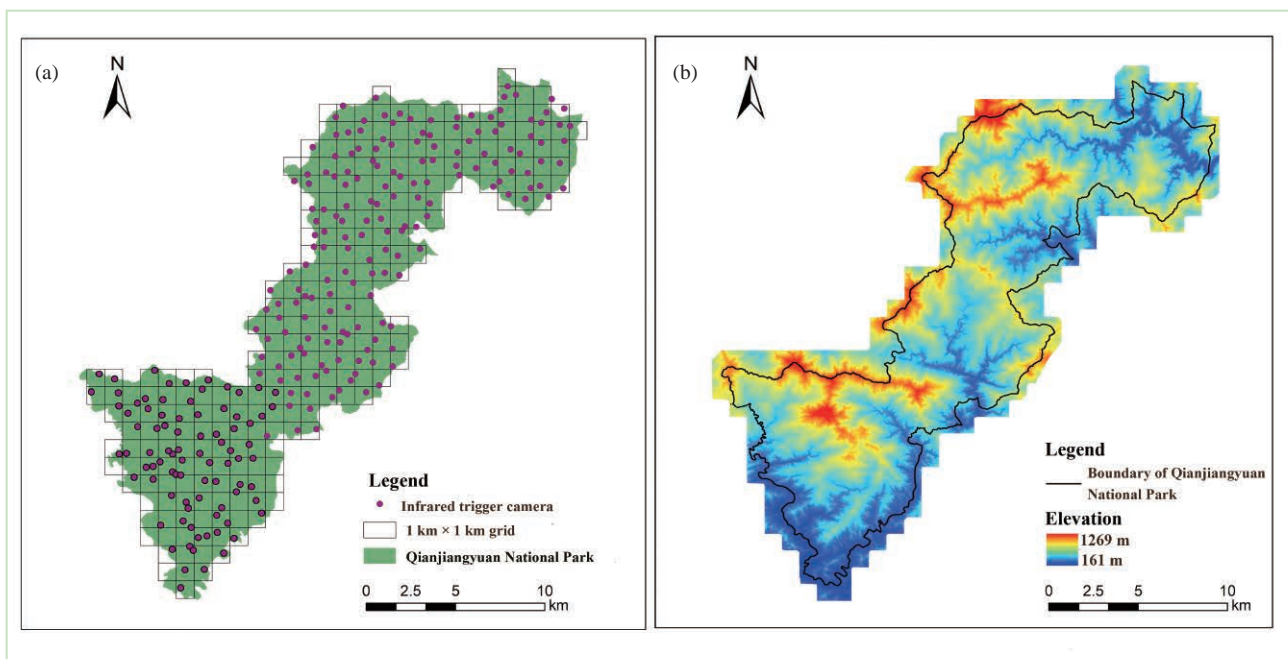 (a)
N
Legend
Infrared trigger camera
1 km × 1 km grid
Qianjiangyuan National Park
0 2.5 5 10
km
(b)
N
Legend
Boundary of Qianjiangyuan
National Park
Elevation
1269 m
161 m
0 2.5 5 10
km